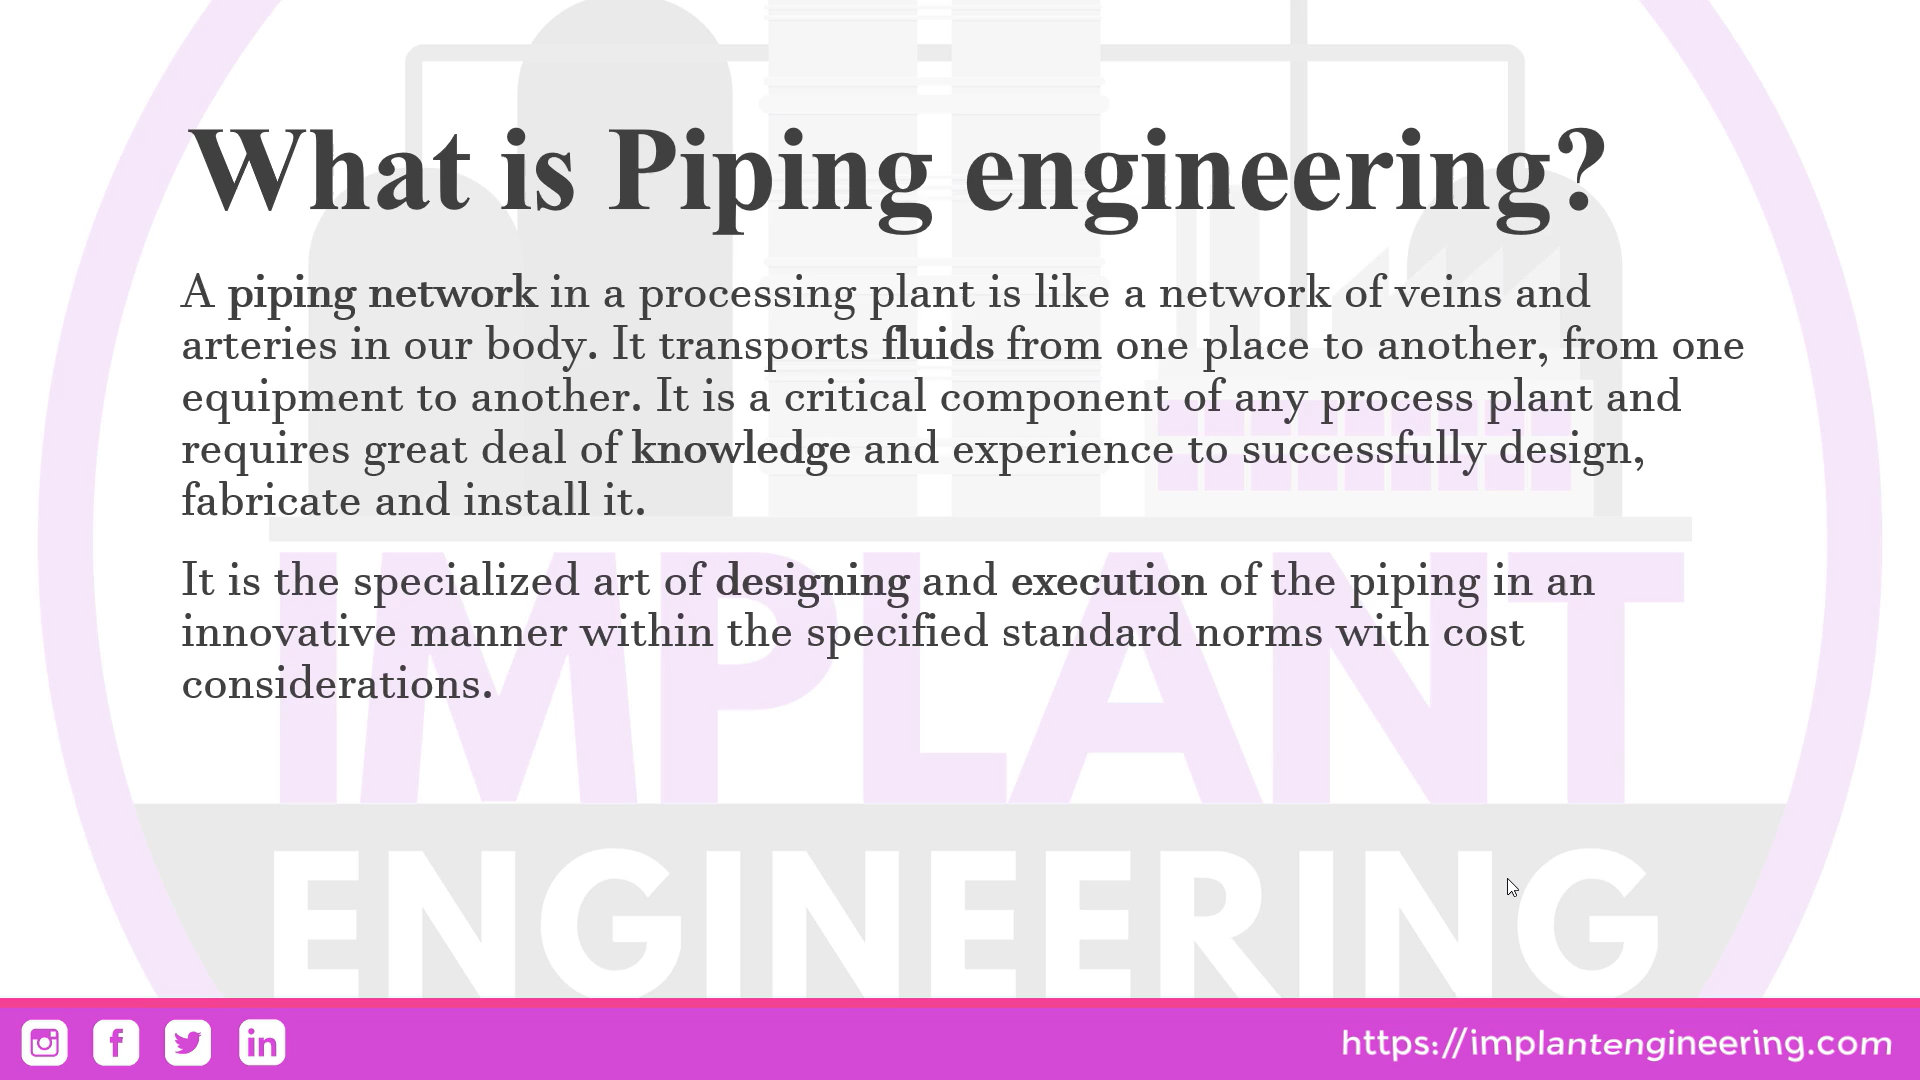 What is Piping engineering?
A piping network in a processing plant is like a network of veins and
arteries in our body. It transports fluids from one place to another, from one
equipment to another. It is a critical component of any process plant and
requires great deal of knowledge and experience to successfully design,
fabricate and install it.
It is the specialized art of designing and execution of the piping in an
innovative manner within the specified standard norms with cost
considerations.
IMPLANT
ENGINEERING
https://implantengineering.com